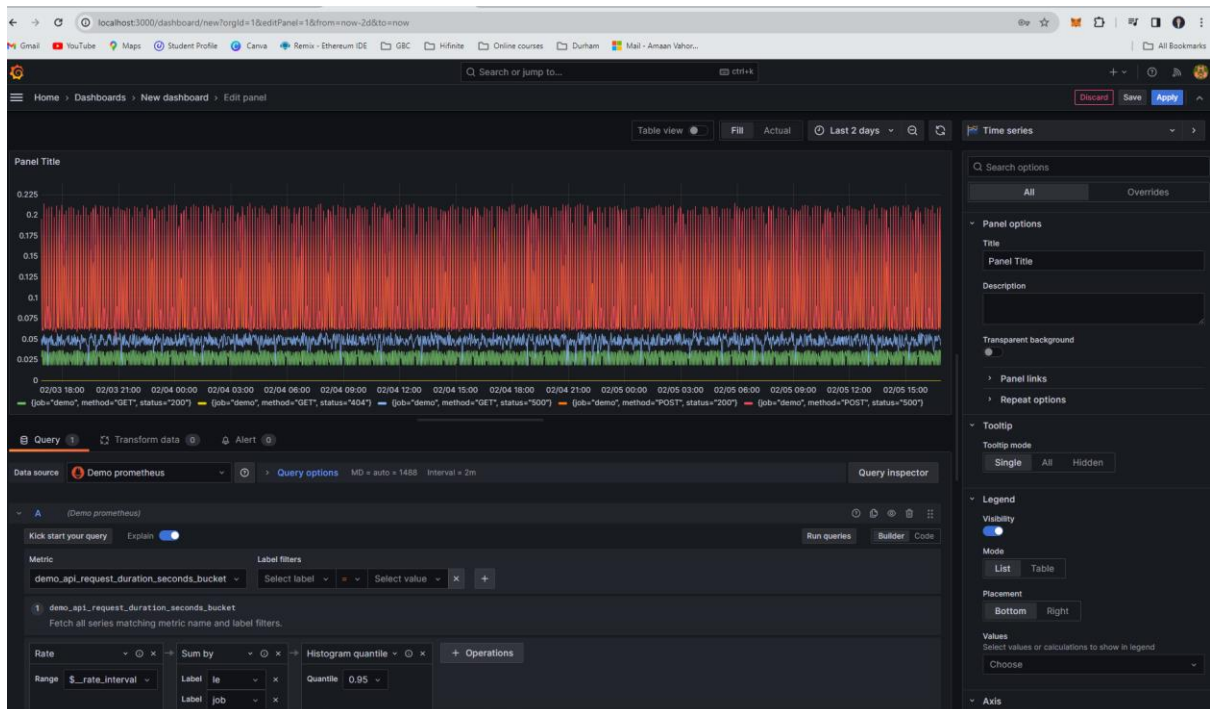 localhost:3000/dashboard/new?orgId=1&editPanel=1&from=now-2d&to=now
Gmail YouTube Maps Student Profile Canva Remix - Ethereum IDE GBC Hifinite Online courses Durham Mail - Amaan Vahor... All Bookmarks
Search or jump to... ctrl+k
Home > Dashboards > New dashboard > Edit panel Discard Save Apply
Table view Fill Actual Last 2 days Time series
Panel Title
Search options
All Overrides
0.225
0.2
0.175
0.15
0.125
0.1
0.075
0.05
0.025
0
02/03 18:00 02/03 21:00 02/04 00:00 02/04 03:00 02/04 06:00 02/04 09:00 02/04 12:00 02/04 15:00 02/04 18:00 02/04 21:00 02/05 00:00 02/05 03:00 02/05 06:00 02/05 09:00 02/05 12:00 02/05 15:00
{job="demo", method="GET", status="200"} {job="demo", method="GET", status="404"} {job="demo", method="GET", status="500"} {job="demo", method="POST", status="200"} {job="demo", method="POST", status="500"}
Panel options
Title
Panel Title
Description
Transparent background
> Panel links
> Repeat options
Tooltip
Tooltip mode
Single All Hidden
Legend
Visibility
Mode
List Table
Placement
Bottom Right
Values
Select values or calculations to show in legend
Choose
Axis
Query 1 Transform data 0 Alert 0
Data source Demo prometheus > Query options MD = auto = 1488 Interval = 2m Query inspector
A (Demo prometheus)
Kick start your query Explain Run queries Builder Code
Metric Label filters
demo_api_request_duration_seconds_bucket Select label = Select value × +
1 demo_api_request_duration_seconds_bucket
Fetch all series matching metric name and label filters.
Rate × Sum by × Histogram quantile × + Operations
Range $__rate_interval Label le × Quantile 0.95
Label job ×